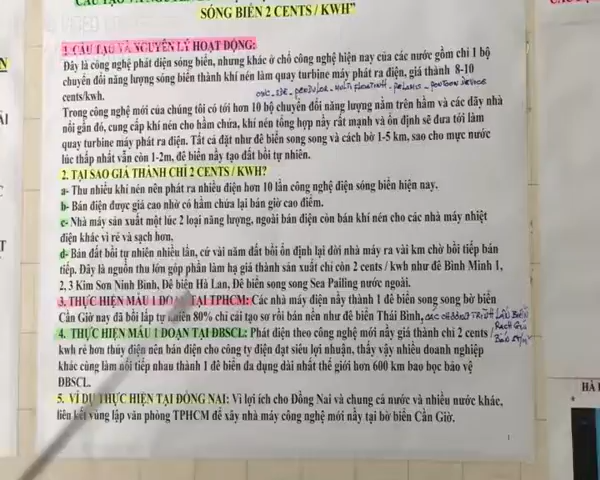 SÓNG BIỂN 2 CENTS / KWH"
1. CẤU TẠO VÀ NGUYÊN LÝ HOẠT ĐỘNG:
Đây là công nghệ phát điện sóng biển, nhưng khác ở chổ công nghệ hiện nay của các nước gồm chỉ 1 bộ
chuyển đổi năng lượng sóng biển thành khí nén làm quay turbine máy phát ra điện, giá thành 8-10
cents/kwh.
OWC - - PENDULOR - MULTI FLOATING - PELAMIS - PONTOON DEVICE
Trong công nghệ mới của chúng tôi có tới hơn 10 bộ chuyển đổi năng lượng nằm trên hầm và các dãy nhà
nối gắn đó, cung cấp khí nén cho hầm chứa, khí nén tổng hợp nầy rất mạnh và ổn định sẽ đưa tới làm
quay turbine máy phát ra điện. Tất cả đặt như đê biển song song và cách bờ 1-5 km, sao cho mực nước
lúc thấp nhất vẫn còn 1-2m, đê biển nầy tạo đất bồi tự nhiên.
2. TẠI SAO GIÁ THÀNH CHỈ 2 CENTS / KWH?
a- Thu nhiều khí nén nên phát ra nhiều điện hơn 10 lần công nghệ điện sóng biển hiện nay.
b- Bán điện được giá cao nhờ có hầm chứa lại bán giờ cao điểm.
c- Nhà máy sản xuất một lúc 2 loại năng lượng, ngoài bán điện còn bán khí nén cho các nhà máy nhiệt
điện khác vì rẻ và sạch hơn.
d- Bán đất bồi tự nhiên nhiều lần, cứ vài năm đất bồi ổn định lại dời nhà máy ra vài km chờ bồi tiếp bán
tiếp. Đây là nguồn thu lớn góp phần làm hạ giá thành sản xuất chỉ còn 2 cents / kwh như đê Bình Minh 1,
2, 3 Kim Sơn Ninh Bình, Đê biển Hà Lan, Đê biển song song Sea Pailing nước ngoài.
3. THỰC HIỆN MẪU 1 ĐOẠN TẠI TPHCM: Các nhà máy điện nầy thành 1 đê biển song song bờ biển
Cần Giờ nay đã bồi lắp tự nhiên 80% chỉ cải tạo sơ rồi bán nền như đê biển Thái Bình, CÁC CHƯƠNG TRÌNH LẤN BIỂN
RẠCH GIÁ
4. THỰC HIỆN MẪU 1 ĐOẠN TẠI ĐBSCL: Phát điện theo công nghệ mới nầy giá thành chỉ 2 cents /
kwh rẻ hơn thủy điện nên bán điện cho công ty điện đạt siêu lợi nhuận, thấy vậy nhiều doanh nghiệp
khác cùng làm nối tiếp nhau thành 1 đê biển đa dụng dài nhất thế giới hơn 600 km bao bọc bảo vệ
ĐBSCL.
5. VÍ DỤ THỰC HIỆN TẠI ĐỒNG NAI: Vì lợi ích cho Đồng Nai và chung cả nước và nhiều nước khác,
liên kết vùng lập văn phòng TPHCM để xây nhà máy công nghệ mới nầy tại bờ biển Cần Giờ.
1